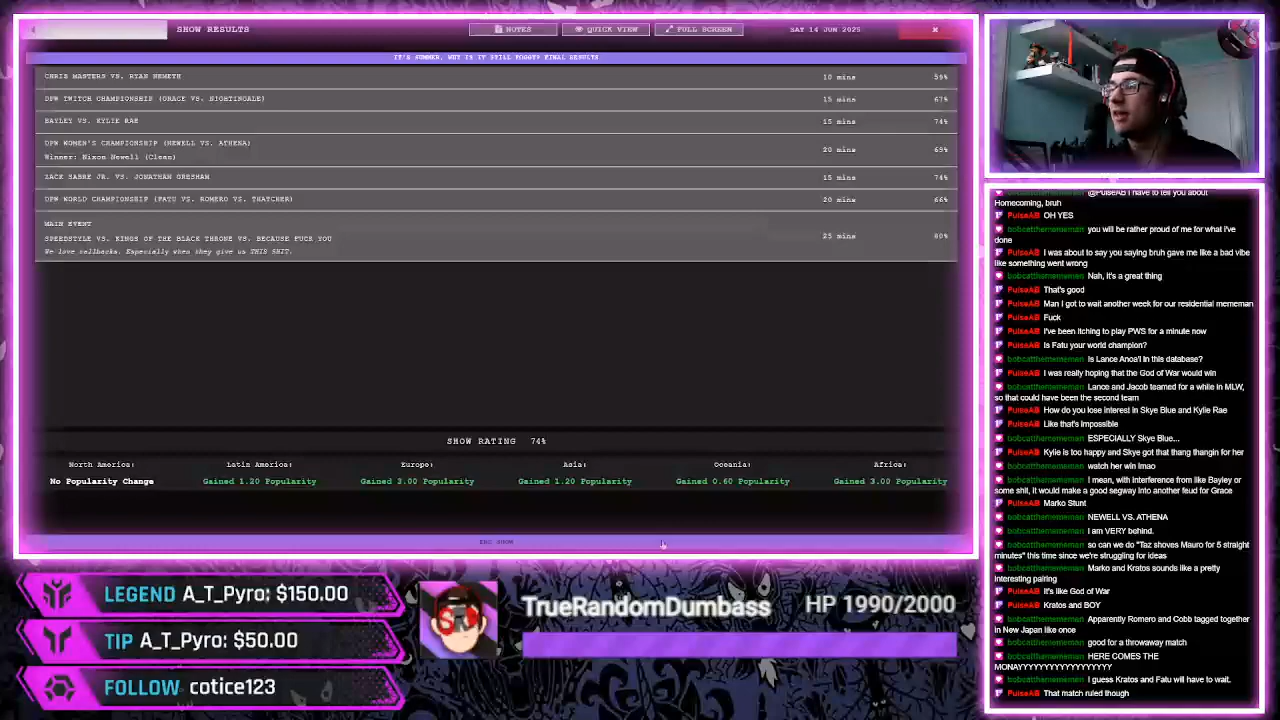 SHOW RESULTS
NOTES
QUICK VIEW
FULL SCREEN
SAT 14 JUN 2025
IT'S SUMMER, WHY IS IT STILL FOGGY? FINAL RESULTS
CHRIS MASTERS VS. RYAN NEMETH 10 mins 59%
DPW TWITCH CHAMPIONSHIP (GRACE VS. NIGHTINGALE) 15 mins 67%
BAYLEY VS. KYLIE RAE 15 mins 74%
DPW WOMEN'S CHAMPIONSHIP (NEWELL VS. ATHENA) 20 mins 65%
Winner: Nixon Newell (Clean)
ZACK SABRE JR. VS. JONATHAN GRESHAM 15 mins 74%
DPW WORLD CHAMPIONSHIP (FATU VS. ROMERO VS. THATCHER) 20 mins 66%
MAIN EVENT
SPEEDSTYLE VS. KINGS OF THE BLACK THRONE VS. BECAUSE FUCK YOU 25 mins 80%
We love callbacks. Especially when they give us THIS SHIT.
SHOW RATING 74%
North America: Latin America: Europe: Asia: Oceania: Africa:
No Popularity Change Gained 1.20 Popularity Gained 3.00 Popularity Gained 1.20 Popularity Gained 0.60 Popularity Gained 3.00 Popularity
END SHOW
@PulseAB I have to tell you about
Homecoming, bruh
PulseAB OH YES
bobcatthemememan you will be rather proud of me for what I've
done
PulseAB I was about to say you saying bruh gave me like a bad vibe
like something went wrong
bobcatthemememan Nah, it's a great thing
PulseAB That's good
PulseAB Man I got to wait another week for our residential mememan
PulseAB Fuck
PulseAB I've been itching to play PWS for a minute now
PulseAB Is Fatu your world champion?
bobcatthemememan Is Lance Anoa'i in this database?
PulseAB I was really hoping that the God of War would win
bobcatthemememan Lance and Jacob teamed for a while in MLW,
so that could have been the second team
PulseAB How do you lose interest in Skye Blue and Kylie Rae
PulseAB Like that's impossible
bobcatthemememan ESPECIALLY Skye Blue...
PulseAB Kylie is too happy and Skye got that thang thangin for her
bobcatthemememan watch her win lmao
bobcatthemememan I mean, with interference from like Bayley or
some shit, it would make a good segway into another feud for Grace
PulseAB Marko Stunt
bobcatthemememan NEWELL VS. ATHENA
bobcatthemememan I am VERY behind.
bobcatthemememan so can we do "Taz shoves Mauro for 5 straight
minutes" this time since we're struggling for ideas
bobcatthemememan Marko and Kratos sounds like a pretty
interesting pairing
PulseAB It's like God of War
PulseAB Kratos and BOY
bobcatthemememan Apparently Romero and Cobb tagged together
in New Japan like once
bobcatthemememan good for a throwaway match
bobcatthemememan HERE COMES THE
MONAYYYYYYYYYYYYYYYYY
bobcatthemememan I guess Kratos and Fatu will have to wait.
PulseAB That match ruled though
LEGEND A_T_Pyro: $150.00
TIP A_T_Pyro: $50.00
FOLLOW cotice123
TrueRandomDumbass HP 1990/2000